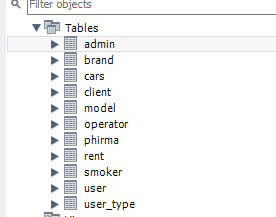 Filter objects
Tables
admin
brand
cars
client
model
operator
phirma
rent
smoker
user
user_type